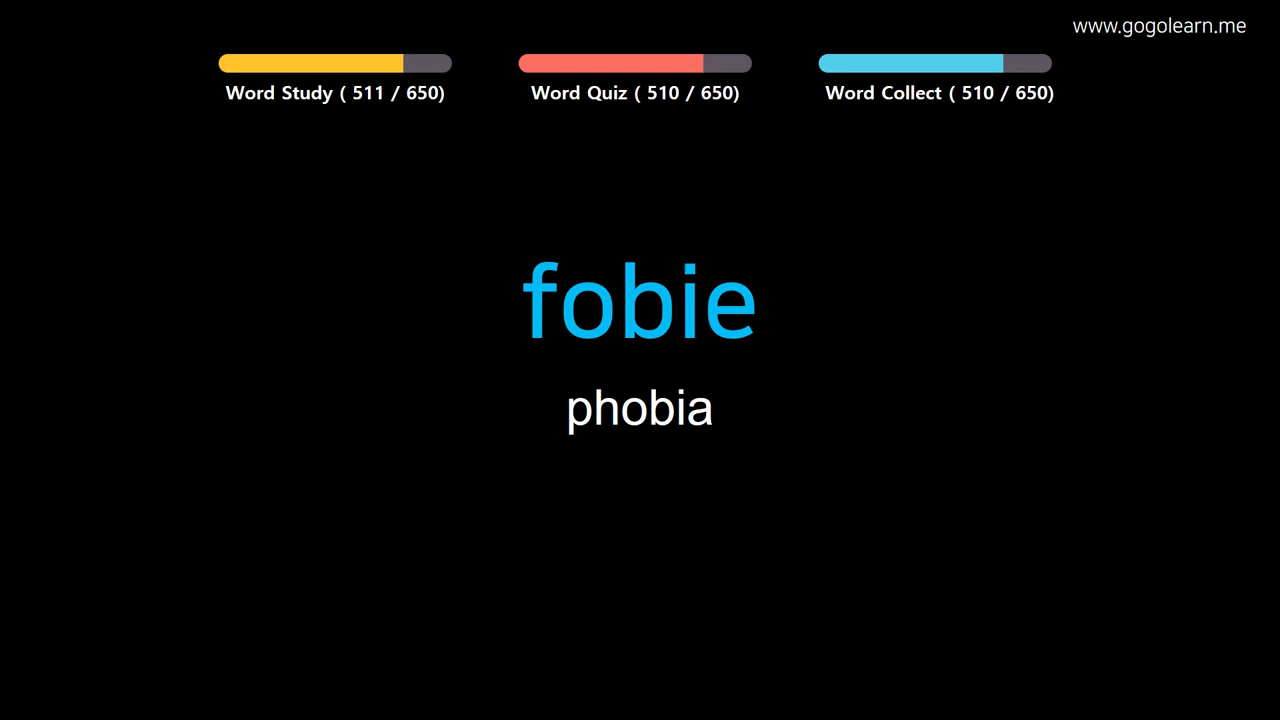 www.gogolearn.me
Word Study ( 511 / 650)
Word Quiz ( 510 / 650)
Word Collect ( 510 / 650)
fobie
phobia